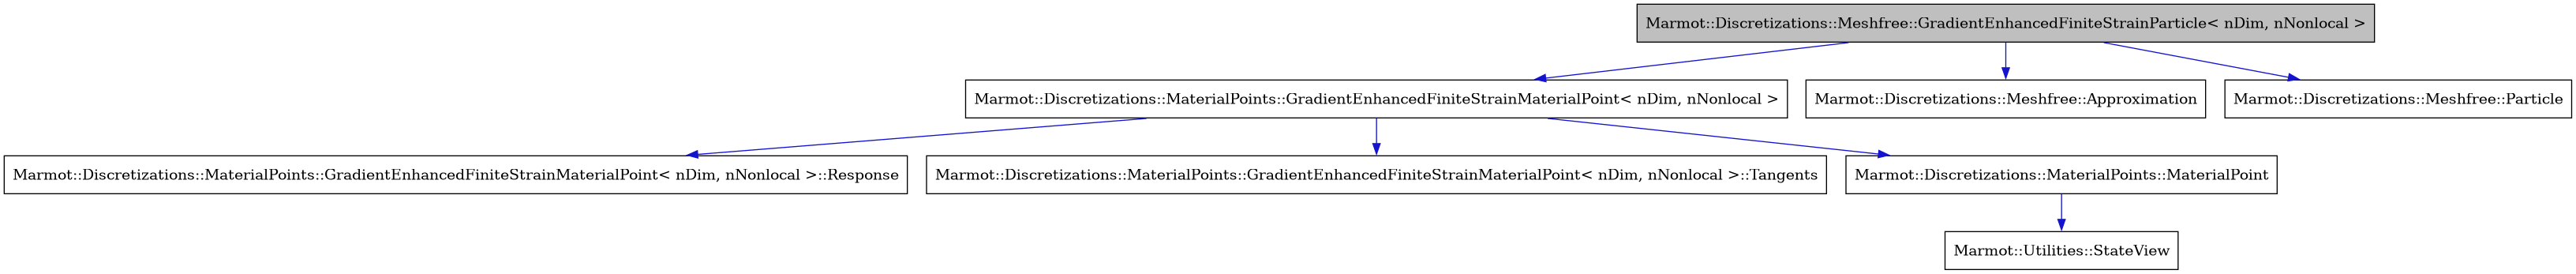 Marmot::Discretizations::Meshfree::GradientEnhancedFiniteStrainParticle< nDim, nNonlocal >
Marmot::Discretizations::MaterialPoints::GradientEnhancedFiniteStrainMaterialPoint< nDim, nNonlocal >
Marmot::Discretizations::Meshfree::Approximation
Marmot::Discretizations::Meshfree::Particle
Marmot::Discretizations::MaterialPoints::GradientEnhancedFiniteStrainMaterialPoint< nDim, nNonlocal >::Response
Marmot::Discretizations::MaterialPoints::GradientEnhancedFiniteStrainMaterialPoint< nDim, nNonlocal >::Tangents
Marmot::Discretizations::MaterialPoints::MaterialPoint
Marmot::Utilities::StateView